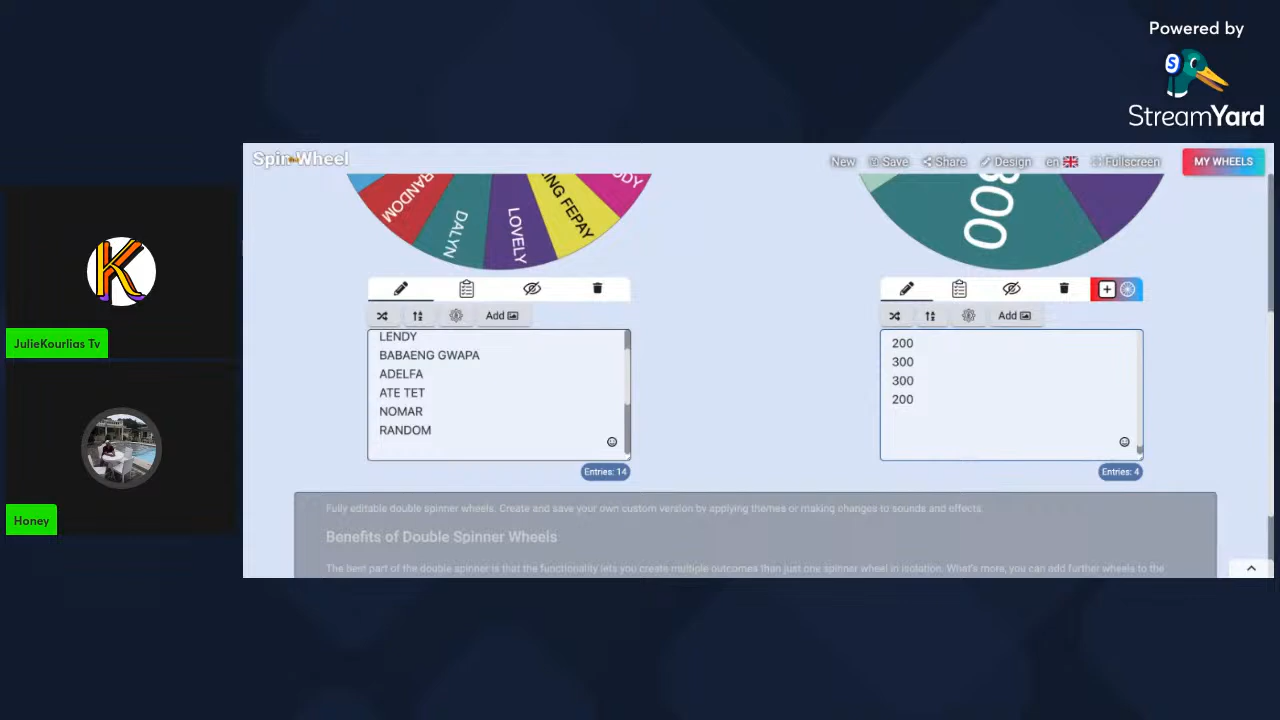 Powered by
StreamYard
SpinTheWheel
New Save Share Design en Fullscreen MY WHEELS
RANDOM
DALYN
LOVELY
ING FEPAY
ODY
300
Add
Add
LENDY
BABAENG GWAPA
ADELFA
ATE TET
NOMAR
RANDOM
Entries: 14
200
300
300
200
Entries: 4
K
JulieKourlias Tv
Honey
Fully editable double spinner wheels. Create and save your own custom version by applying themes or making changes to sounds and effects.
Benefits of Double Spinner Wheels
The best part of the double spinner is that the functionality lets you create multiple outcomes than just one spinner wheel in isolation. What's more, you can add further wheels to the